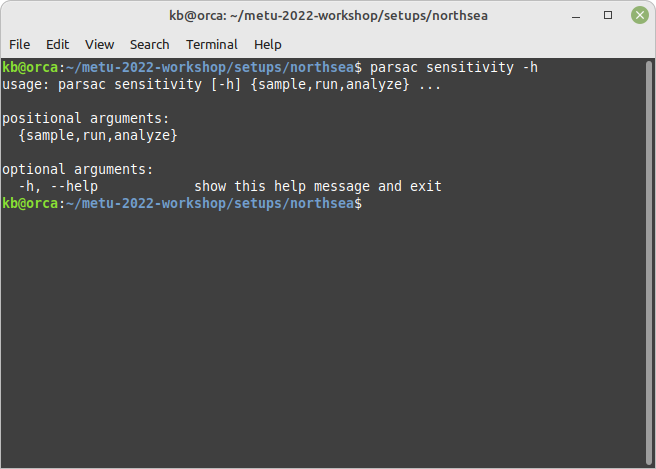 kb@orca: ~/metu-2022-workshop/setups/northsea
File Edit View Search Terminal Help
kb@orca:~/metu-2022-workshop/setups/northsea$ parsac sensitivity -h
usage: parsac sensitivity [-h] {sample,run,analyze} ...
positional arguments:
  {sample,run,analyze}
optional arguments:
  -h, --help            show this help message and exit
kb@orca:~/metu-2022-workshop/setups/northsea$